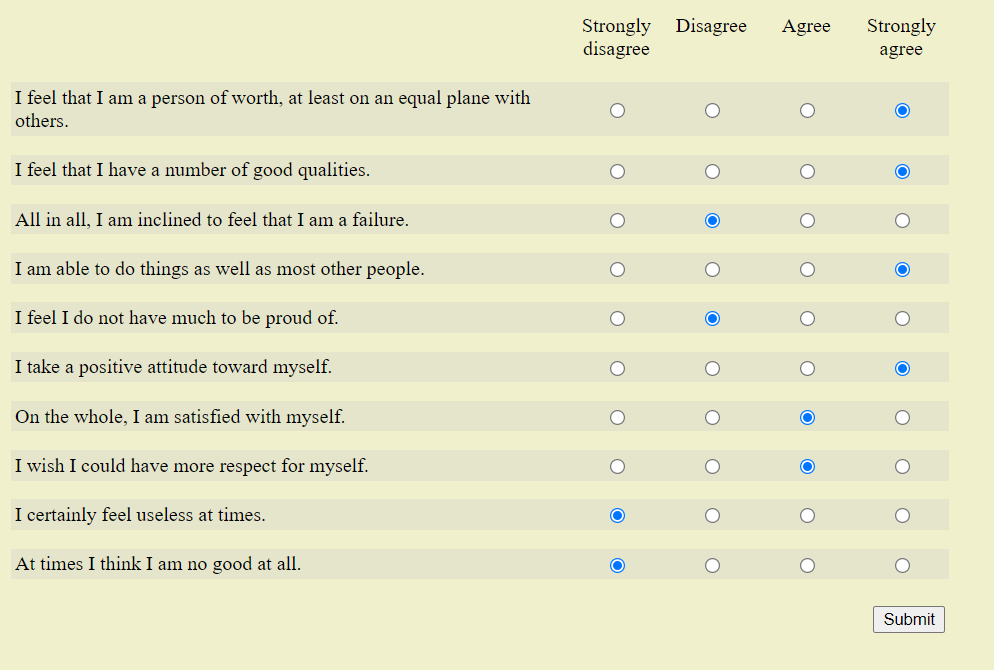 Strongly Disagree Agree Strongly
disagree agree
I feel that I am a person of worth, at least on an equal plane with
others.
I feel that I have a number of good qualities.
All in all, I am inclined to feel that I am a failure.
I am able to do things as well as most other people.
I feel I do not have much to be proud of.
I take a positive attitude toward myself.
On the whole, I am satisfied with myself.
I wish I could have more respect for myself.
I certainly feel useless at times.
At times I think I am no good at all.
Submit